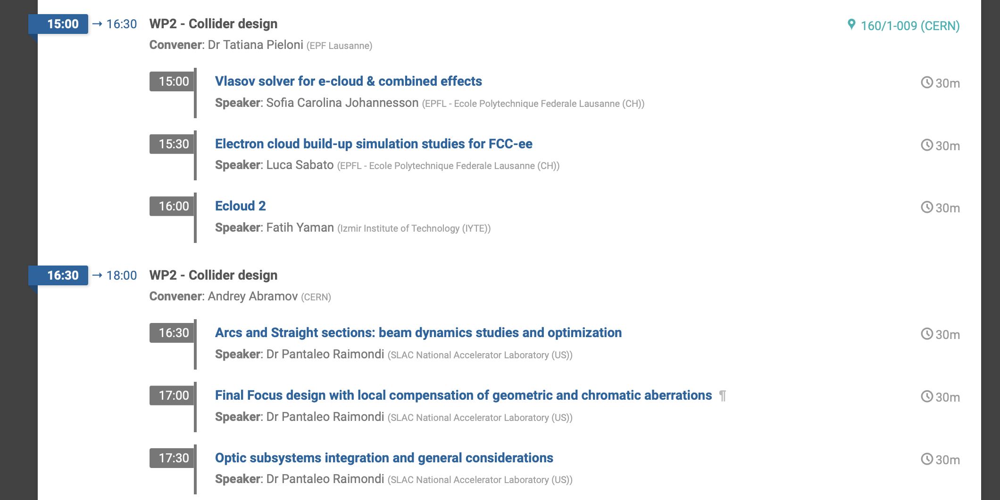 15:00 → 16:30 WP2 - Collider design 160/1-009 (CERN)
Convener: Dr Tatiana Pieloni (EPF Lausanne)
15:00 Vlasov solver for e-cloud & combined effects 30m
Speaker: Sofia Carolina Johannesson (EPFL - Ecole Polytechnique Federale Lausanne (CH))
15:30 Electron cloud build-up simulation studies for FCC-ee 30m
Speaker: Luca Sabato (EPFL - Ecole Polytechnique Federale Lausanne (CH))
16:00 Ecloud 2 30m
Speaker: Fatih Yaman (Izmir Institute of Technology (IYTE))
16:30 → 18:00 WP2 - Collider design
Convener: Andrey Abramov (CERN)
16:30 Arcs and Straight sections: beam dynamics studies and optimization 30m
Speaker: Dr Pantaleo Raimondi (SLAC National Accelerator Laboratory (US))
17:00 Final Focus design with local compensation of geometric and chromatic aberrations ¶ 30m
Speaker: Dr Pantaleo Raimondi (SLAC National Accelerator Laboratory (US))
17:30 Optic subsystems integration and general considerations 30m
Speaker: Dr Pantaleo Raimondi (SLAC National Accelerator Laboratory (US))